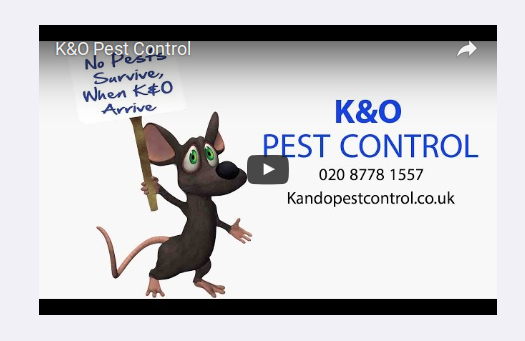 K&O Pest Control
No Pests
Survive,
When K&O
Arrive
K&O
PEST CONTROL
020 8778 1557
Kandopestcontrol.co.uk